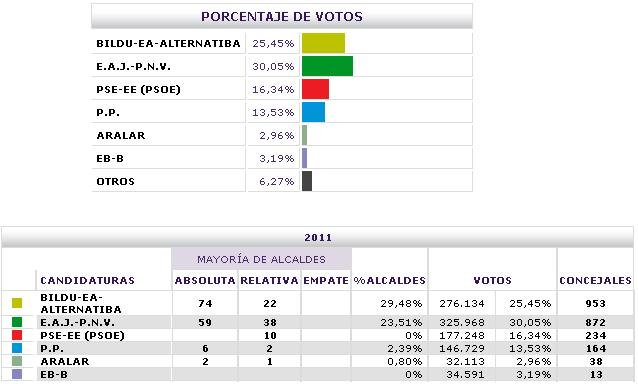 PORCENTAJE DE VOTOS
BILDU-EA-ALTERNATIBA 25,45%
E.A.J.-P.N.V. 30,05%
PSE-EE (PSOE) 16,34%
P.P. 13,53%
ARALAR 2,96%
EB-B 3,19%
OTROS 6,27%
2011
MAYORÍA DE ALCALDES
CANDIDATURAS ABSOLUTA RELATIVA EMPATE %ALCALDES VOTOS CONCEJALES
BILDU-EA-
ALTERNATIBA 74 22 29,48% 276.134 25,45% 953
E.A.J.-P.N.V. 59 38 23,51% 325.968 30,05% 872
PSE-EE (PSOE) 10 0% 177.248 16,34% 234
P.P. 6 2 2,39% 146.729 13,53% 164
ARALAR 2 1 0,80% 32.113 2,96% 38
EB-B 0% 34.591 3,19% 13